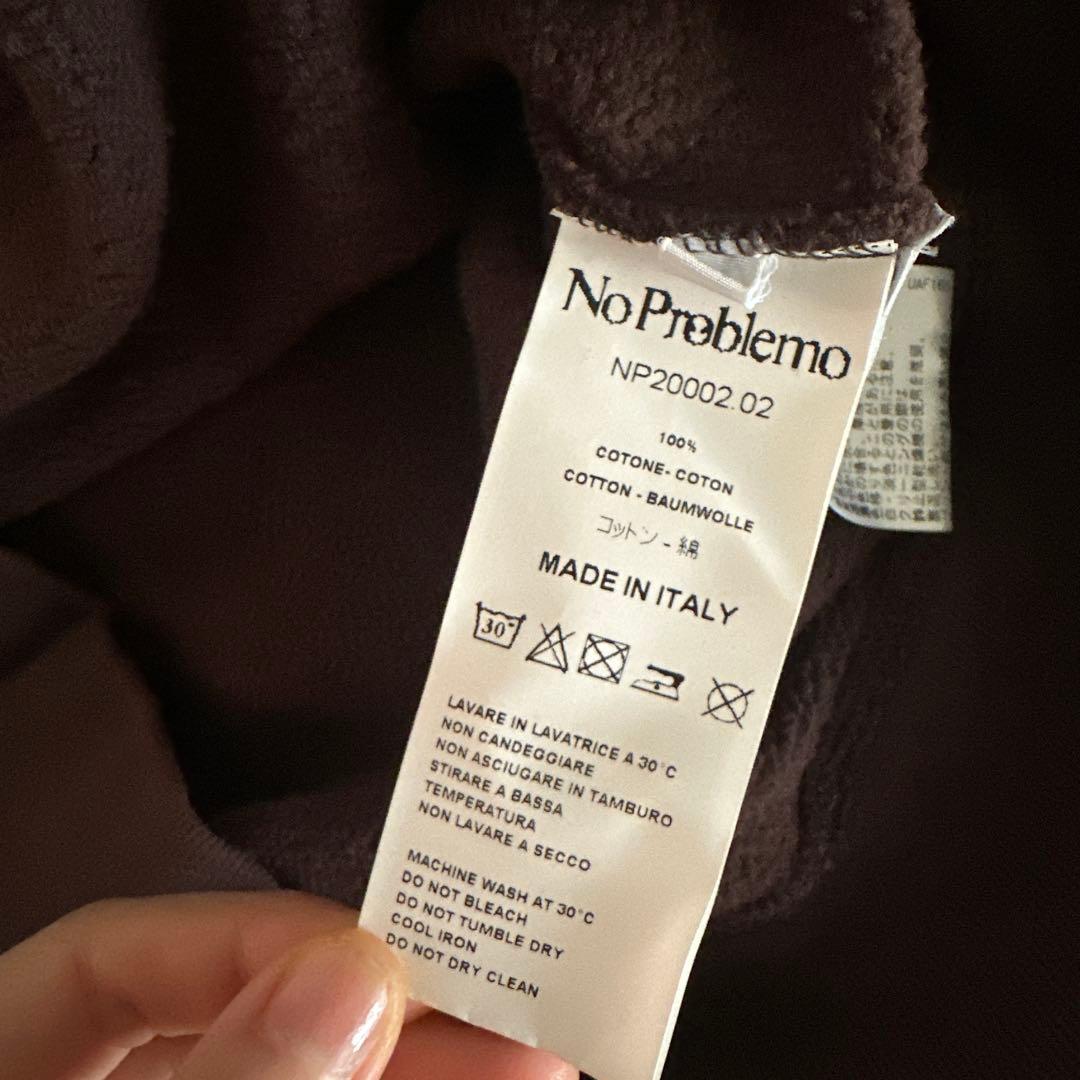 No Problemo
NP20002.02
100%
COTONE- COTON
COTTON - BAUMWOLLE
コットン - 綿
MADE IN ITALY
30°
LAVARE IN LAVATRICE A 30°C
NON CANDEGGIARE
NON ASCIUGARE IN TAMBURO
STIRARE A BASSA
TEMPERATURA
NON LAVARE A SECCO
MACHINE WASH AT 30°C
DO NOT BLEACH
DO NOT TUMBLE DRY
COOL IRON
DO NOT DRY CLEAN